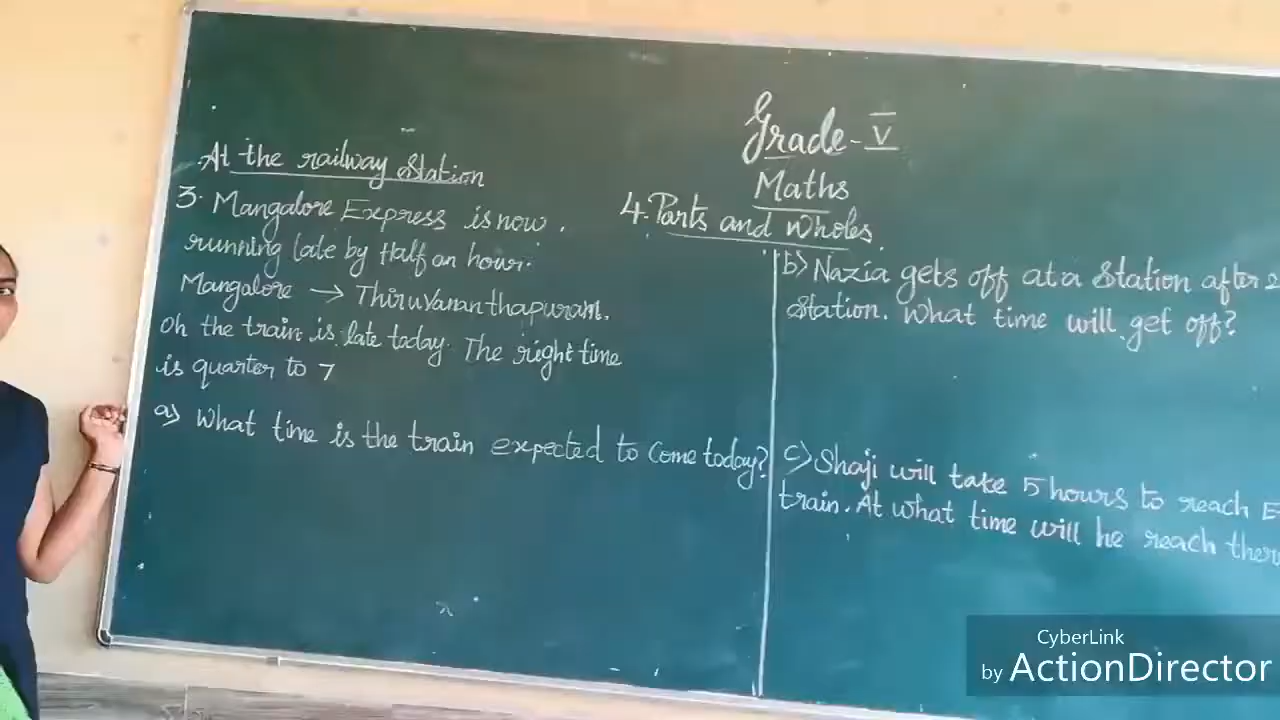 Grade - V
Maths
4. Parts and Wholes
At the railway Station
3. Mangalore Express is now
running late by Half an hour.
Mangalore → Thiruvananthapuram.
Oh the train is late today. The right time
is quarter to 7
a) What time is the train expected to come today?
b) Nazia gets off at a Station after 2
Station. What time will get off?
c) Shaji will take 5 hours to reach
train. At what time will he reach
CyberLink
by ActionDirector